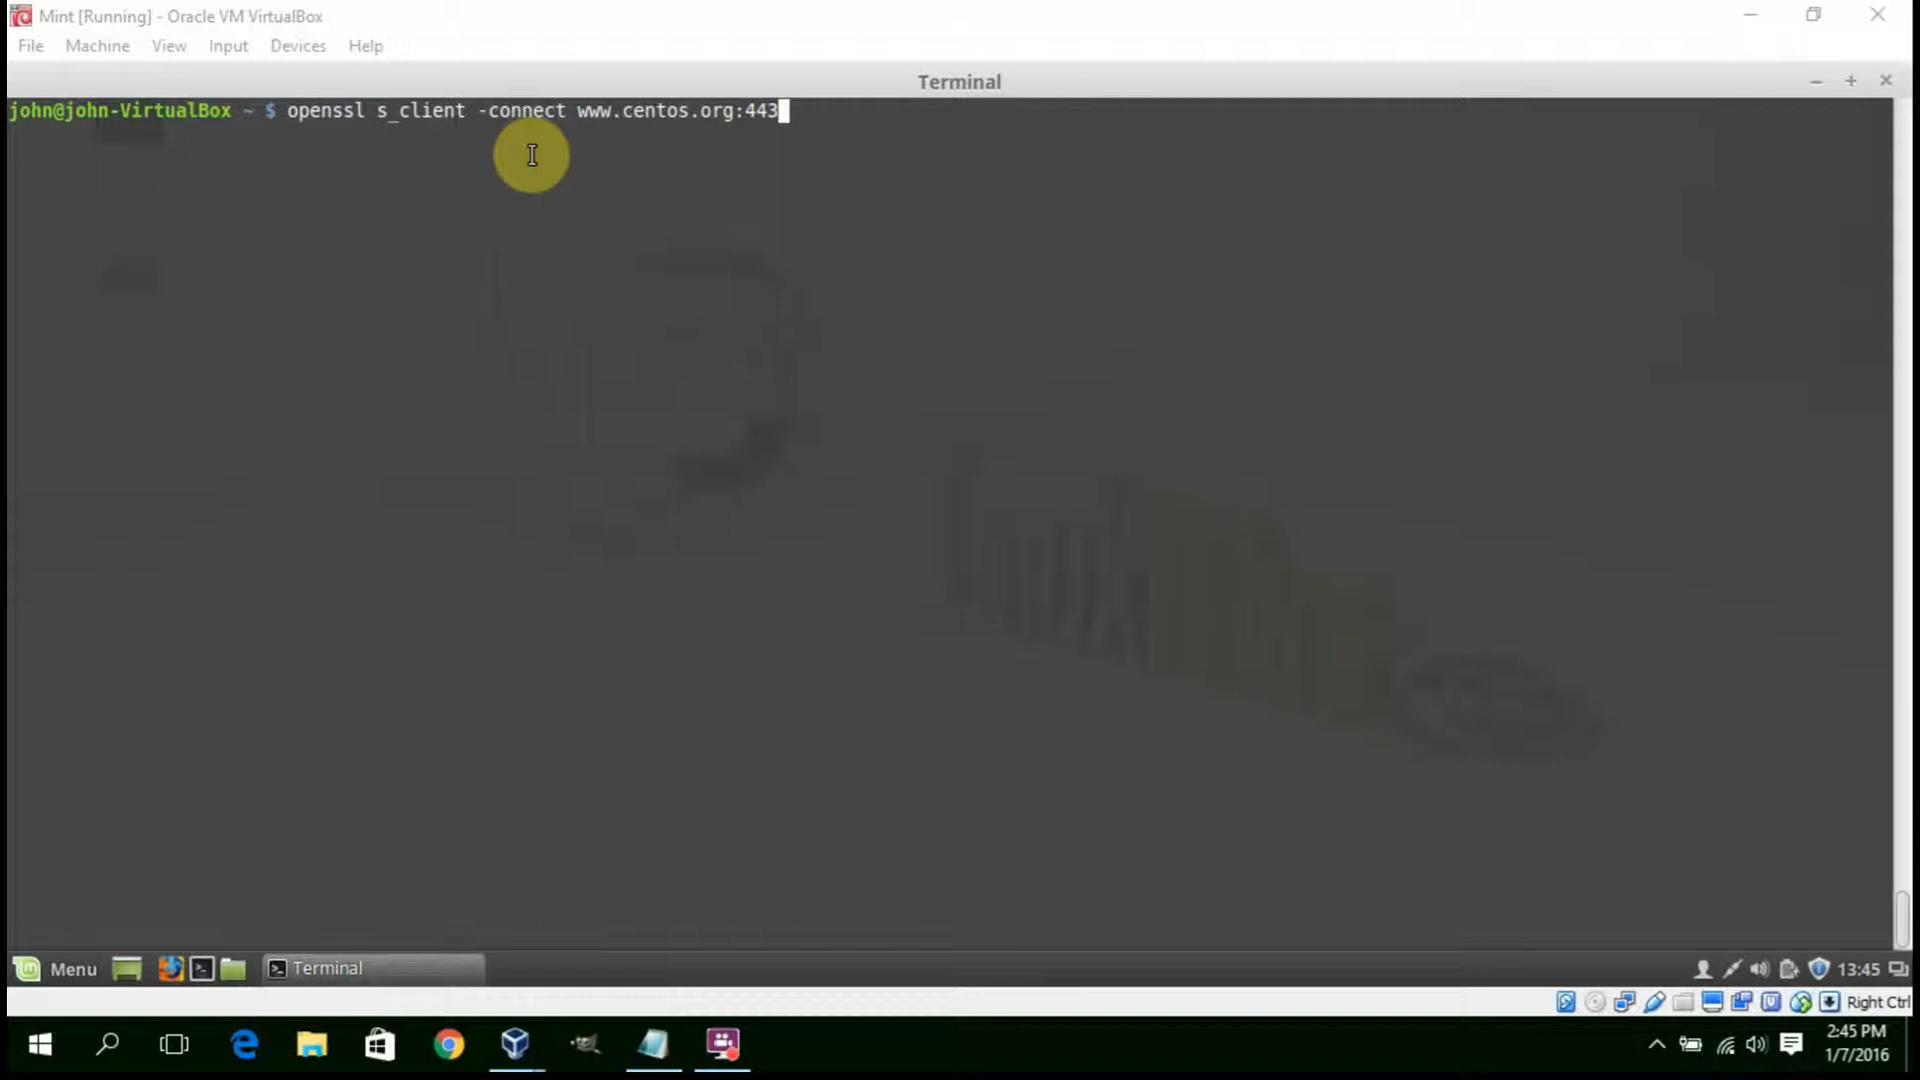 Mint [Running] - Oracle VM VirtualBox
File Machine View Input Devices Help
Terminal
john@john-VirtualBox ~ $ openssl s_client -connect www.centos.org:443
Menu
Terminal
13:45
Right Ctrl
2:45 PM
1/7/2016